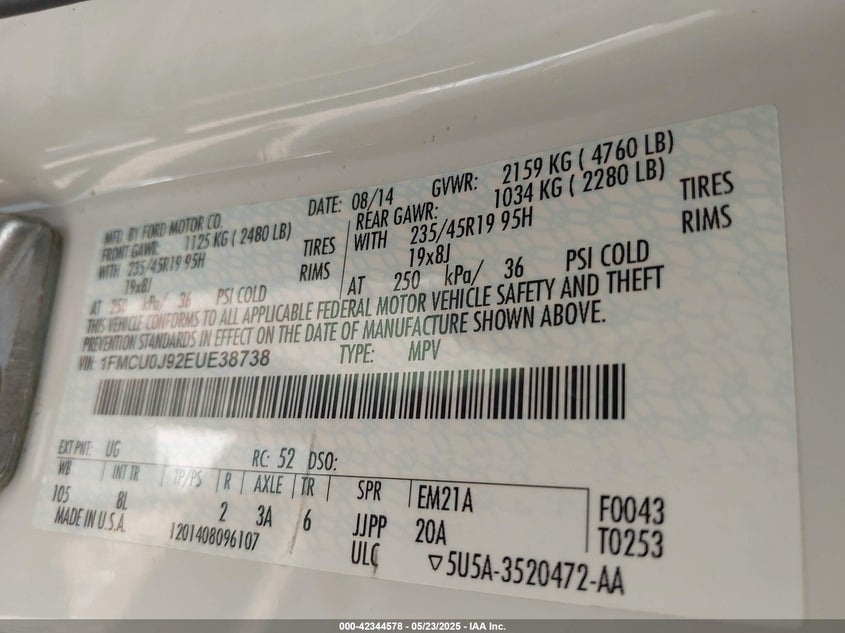 MFD. BY FORD MOTOR CO.
DATE: 08/14 GVWR: 2159 KG ( 4760 LB)
FRONT GAWR: 1125 KG ( 2480 LB)
REAR GAWR: 1034 KG ( 2280 LB)
WITH 235/45R19 95H TIRES
WITH 235/45R19 95H TIRES
19x8J RIMS
19x8J RIMS
AT 250 kPa/ 36 PSI COLD
AT 250 kPa/ 36 PSI COLD
THIS VEHICLE CONFORMS TO ALL APPLICABLE FEDERAL MOTOR VEHICLE SAFETY AND THEFT
PREVENTION STANDARDS IN EFFECT ON THE DATE OF MANUFACTURE SHOWN ABOVE.
VIN: 1FMCU0J92EUE38738 TYPE: MPV
EXT PNT: UG RC: 52 DSO:
WB INT TR TP/PS R AXLE TR SPR EM21A F0043
105 8L 2 3A 6 JJPP 20A T0253
MADE IN U.S.A. 1201408096107 ULC ▽5U5A-3520472-AA
000-42344578 - 05/23/2025 - IAA Inc.